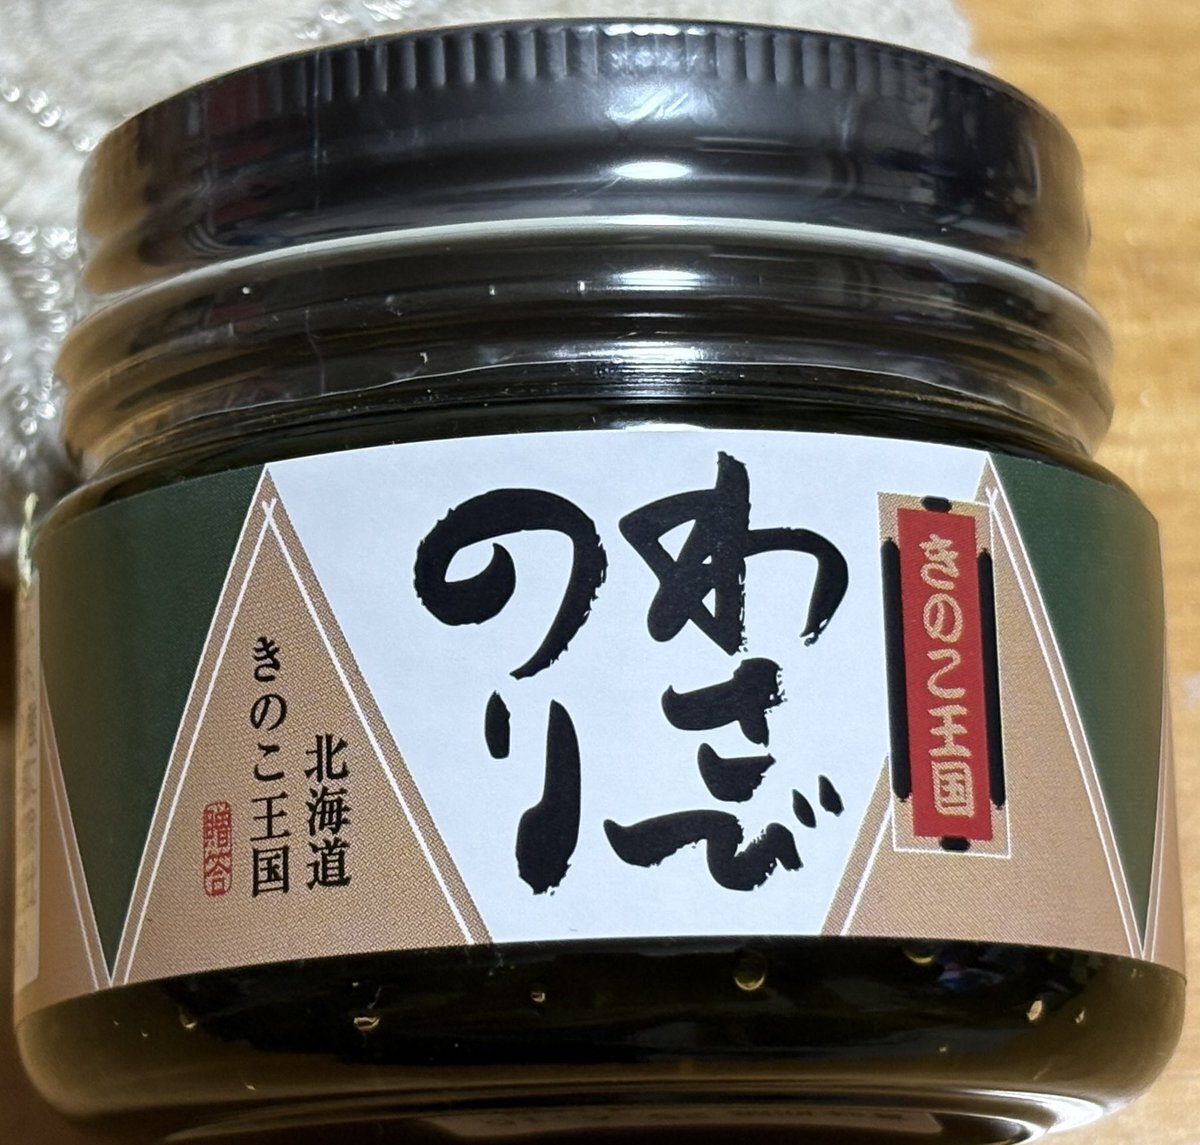 きのこ王国
わさび
のり
北海道
きのこ王国